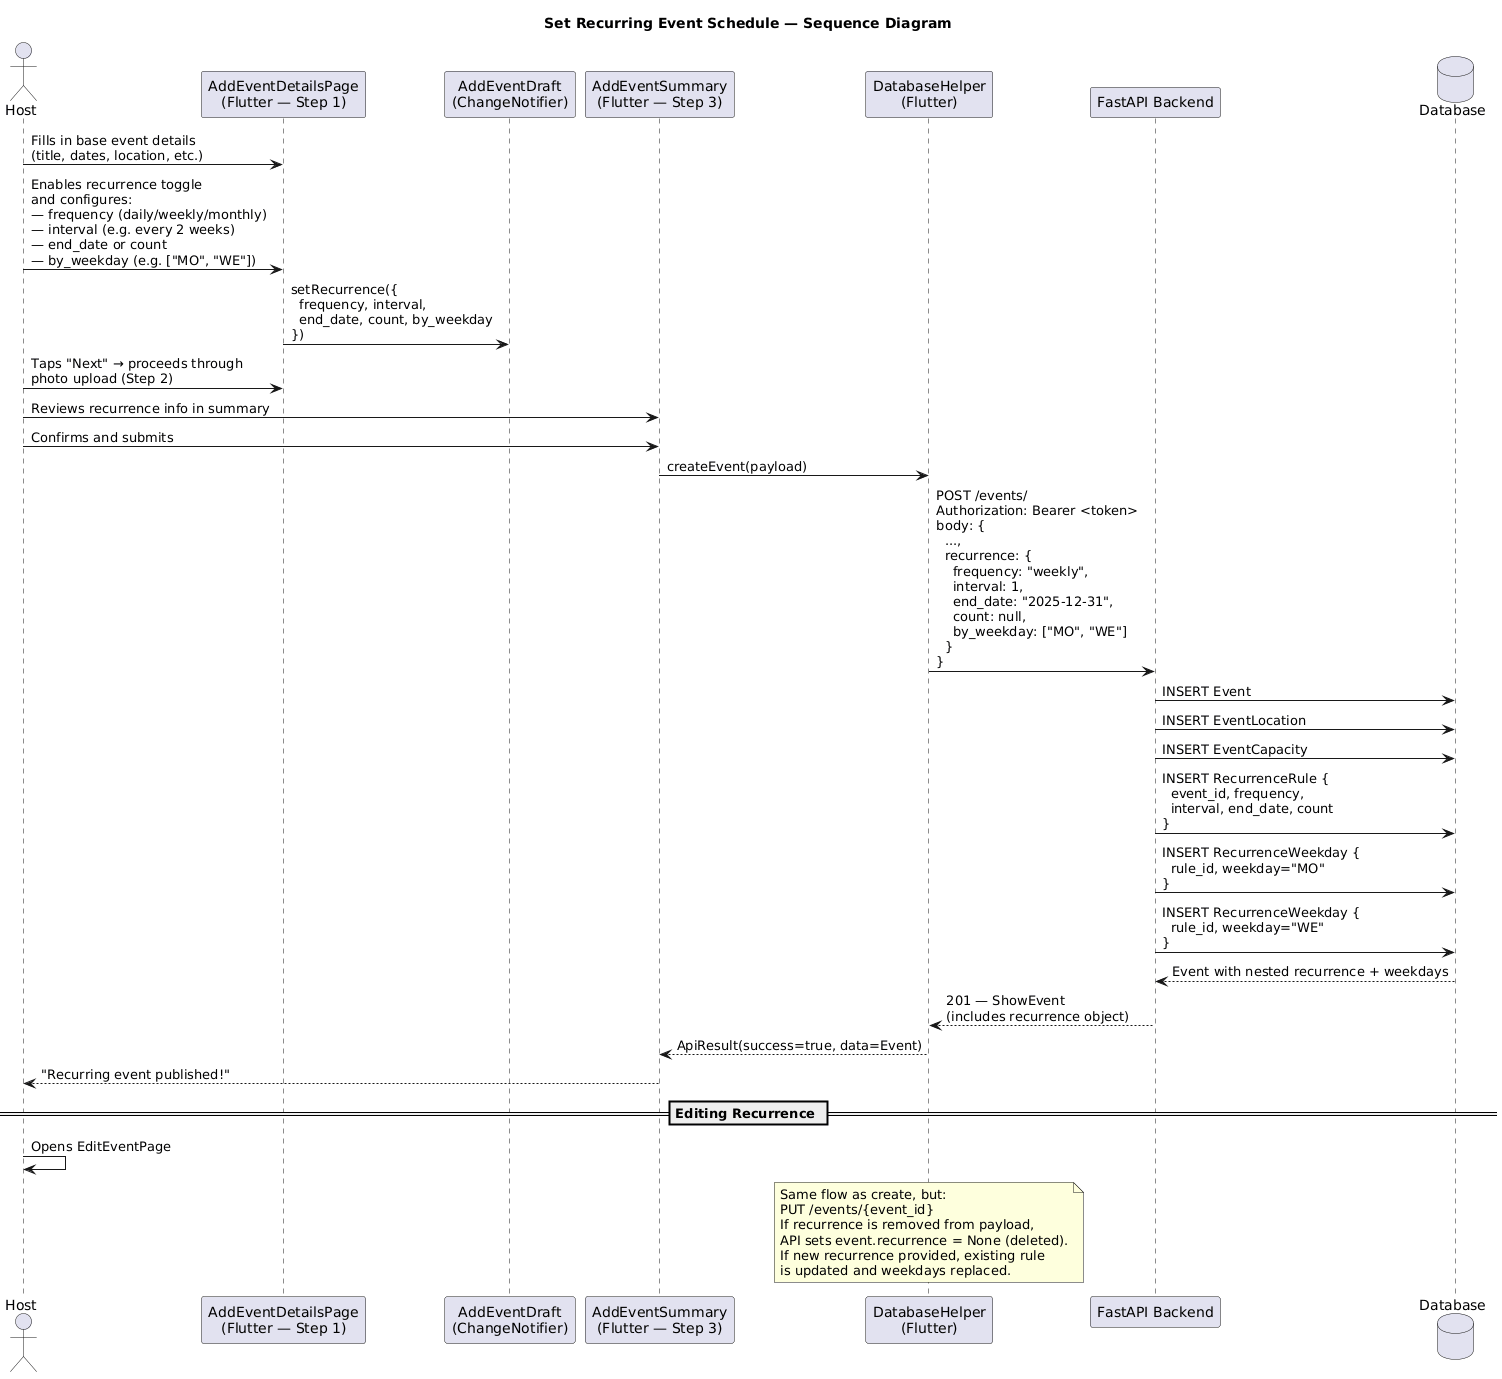 Set Recurring Event Schedule — Sequence Diagram
Host
AddEventDetailsPage
(Flutter — Step 1)
AddEventDraft
(ChangeNotifier)
AddEventSummary
(Flutter — Step 3)
DatabaseHelper
(Flutter)
FastAPI Backend
Database
Fills in base event details
(title, dates, location, etc.)
Enables recurrence toggle
and configures:
— frequency (daily/weekly/monthly)
— interval (e.g. every 2 weeks)
— end_date or count
— by_weekday (e.g. ["MO", "WE"])
setRecurrence({
frequency, interval,
end_date, count, by_weekday
})
Taps "Next" → proceeds through
photo upload (Step 2)
Reviews recurrence info in summary
Confirms and submits
createEvent(payload)
POST /events/
Authorization: Bearer <token>
body: {
...,
recurrence: {
frequency: "weekly",
interval: 1,
end_date: "2025-12-31",
count: null,
by_weekday: ["MO", "WE"]
}
}
INSERT Event
INSERT EventLocation
INSERT EventCapacity
INSERT RecurrenceRule {
event_id, frequency,
interval, end_date, count
}
INSERT RecurrenceWeekday {
rule_id, weekday="MO"
}
INSERT RecurrenceWeekday {
rule_id, weekday="WE"
}
Event with nested recurrence + weekdays
201 — ShowEvent
(includes recurrence object)
ApiResult(success=true, data=Event)
"Recurring event published!"
Editing Recurrence
Opens EditEventPage
Same flow as create, but:
PUT /events/{event_id}
If recurrence is removed from payload,
API sets event.recurrence = None (deleted).
If new recurrence provided, existing rule
is updated and weekdays replaced.
Host
AddEventDetailsPage
(Flutter — Step 1)
AddEventDraft
(ChangeNotifier)
AddEventSummary
(Flutter — Step 3)
DatabaseHelper
(Flutter)
FastAPI Backend
Database